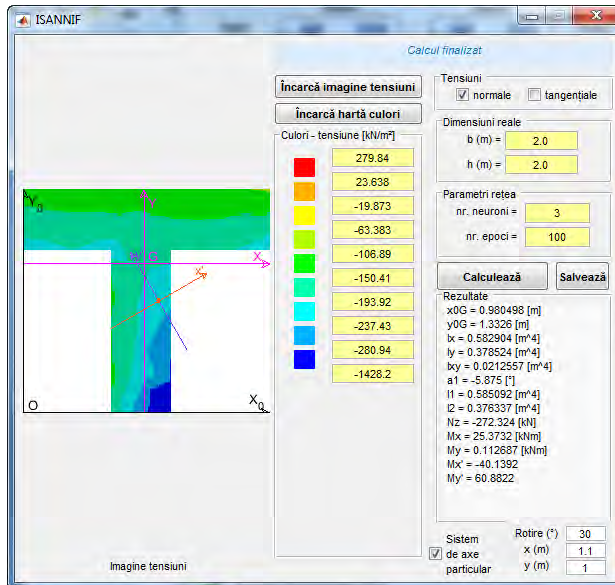 ISANNIF
Calcul finalizat
Încarcă imagine tensiuni
Încarcă hartă culori
Culori - tensiune [kN/m²]
279.84
23.638
-19.873
-63.383
-106.89
-150.41
-193.92
-237.43
-280.94
-1428.2
Tensiuni
normale
tangențiale
Dimensiuni reale
b (m) = 2.0
h (m) = 2.0
Parametri rețea
nr. neuroni = 3
nr. epoci = 100
Calculează
Salvează
Rezultate
x0G = 0.980498 [m]
y0G = 1.3326 [m]
Ix = 0.582904 [m^4]
Iy = 0.378524 [m^4]
Ixy = 0.0212557 [m^4]
a1 = -5.875 [°]
I1 = 0.585092 [m^4]
I2 = 0.376337 [m^4]
Nz = -272.324 [kN]
Mx = 25.3732 [kNm]
My = 0.112687 [kNm]
Mx' = -40.1392
My' = 60.8822
Sistem de axe particular
Rotire (°) 30
x (m) 1.1
y (m) 1
Y0
X
x'
O
X0
Imagine tensiuni